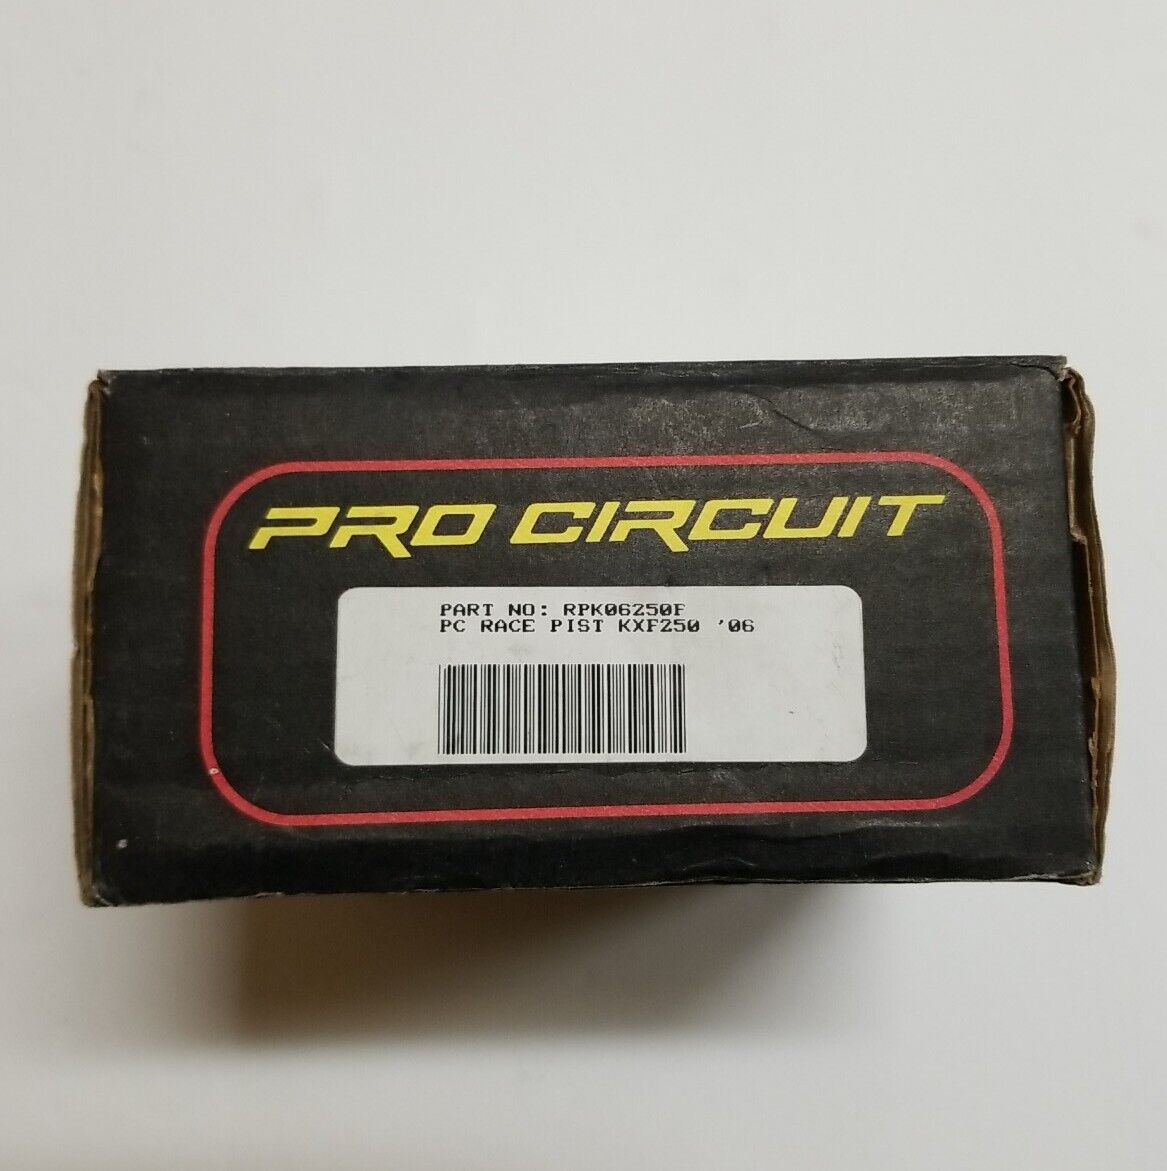 PRO CIRCUIT
PART NO: RPK06250F
PC RACE PIST KXF250 '06